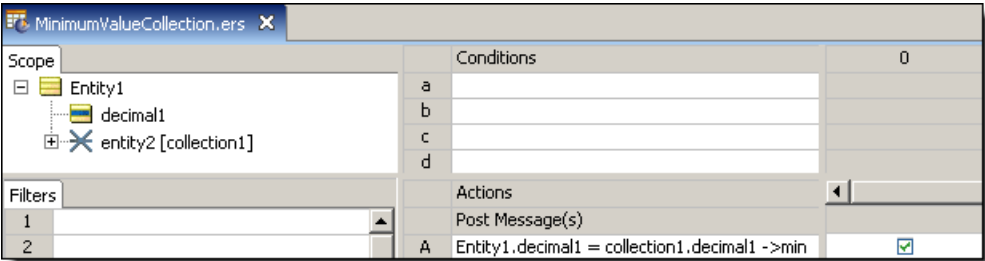 MinimumValueCollection.ers
Scope
Conditions
0
Entity1
a
decimal1
b
entity2 [collection1]
c
d
Filters
Actions
1
Post Message(s)
2
A
Entity1.decimal1 = collection1.decimal1 ->min